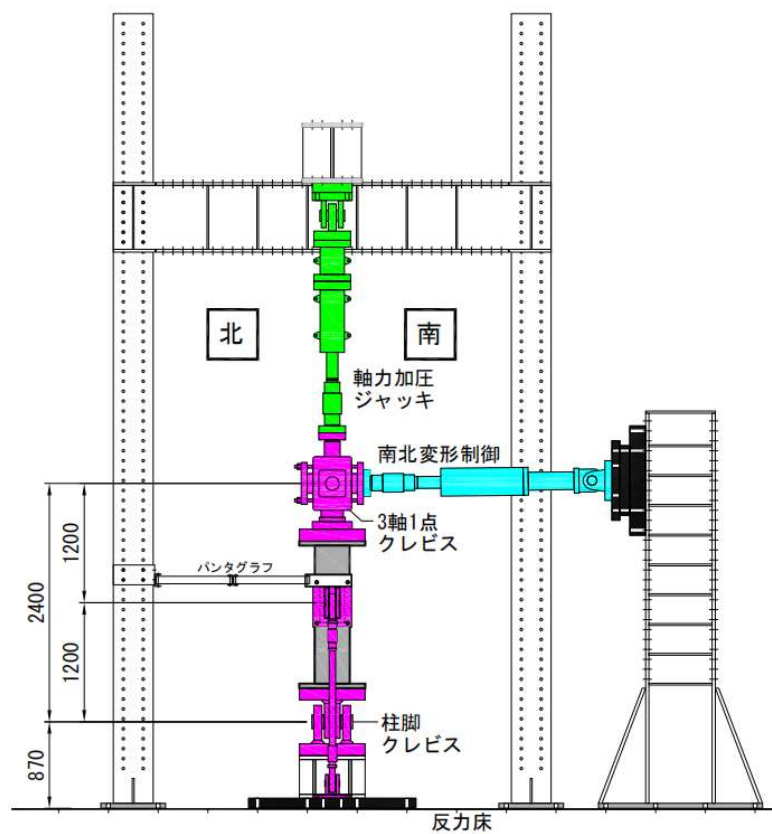 北
南
軸力加圧
ジャッキ
南北変形制御
3軸1点
クレビス
パンタグラフ
1200
2400
1200
柱脚
クレビス
870
反力床